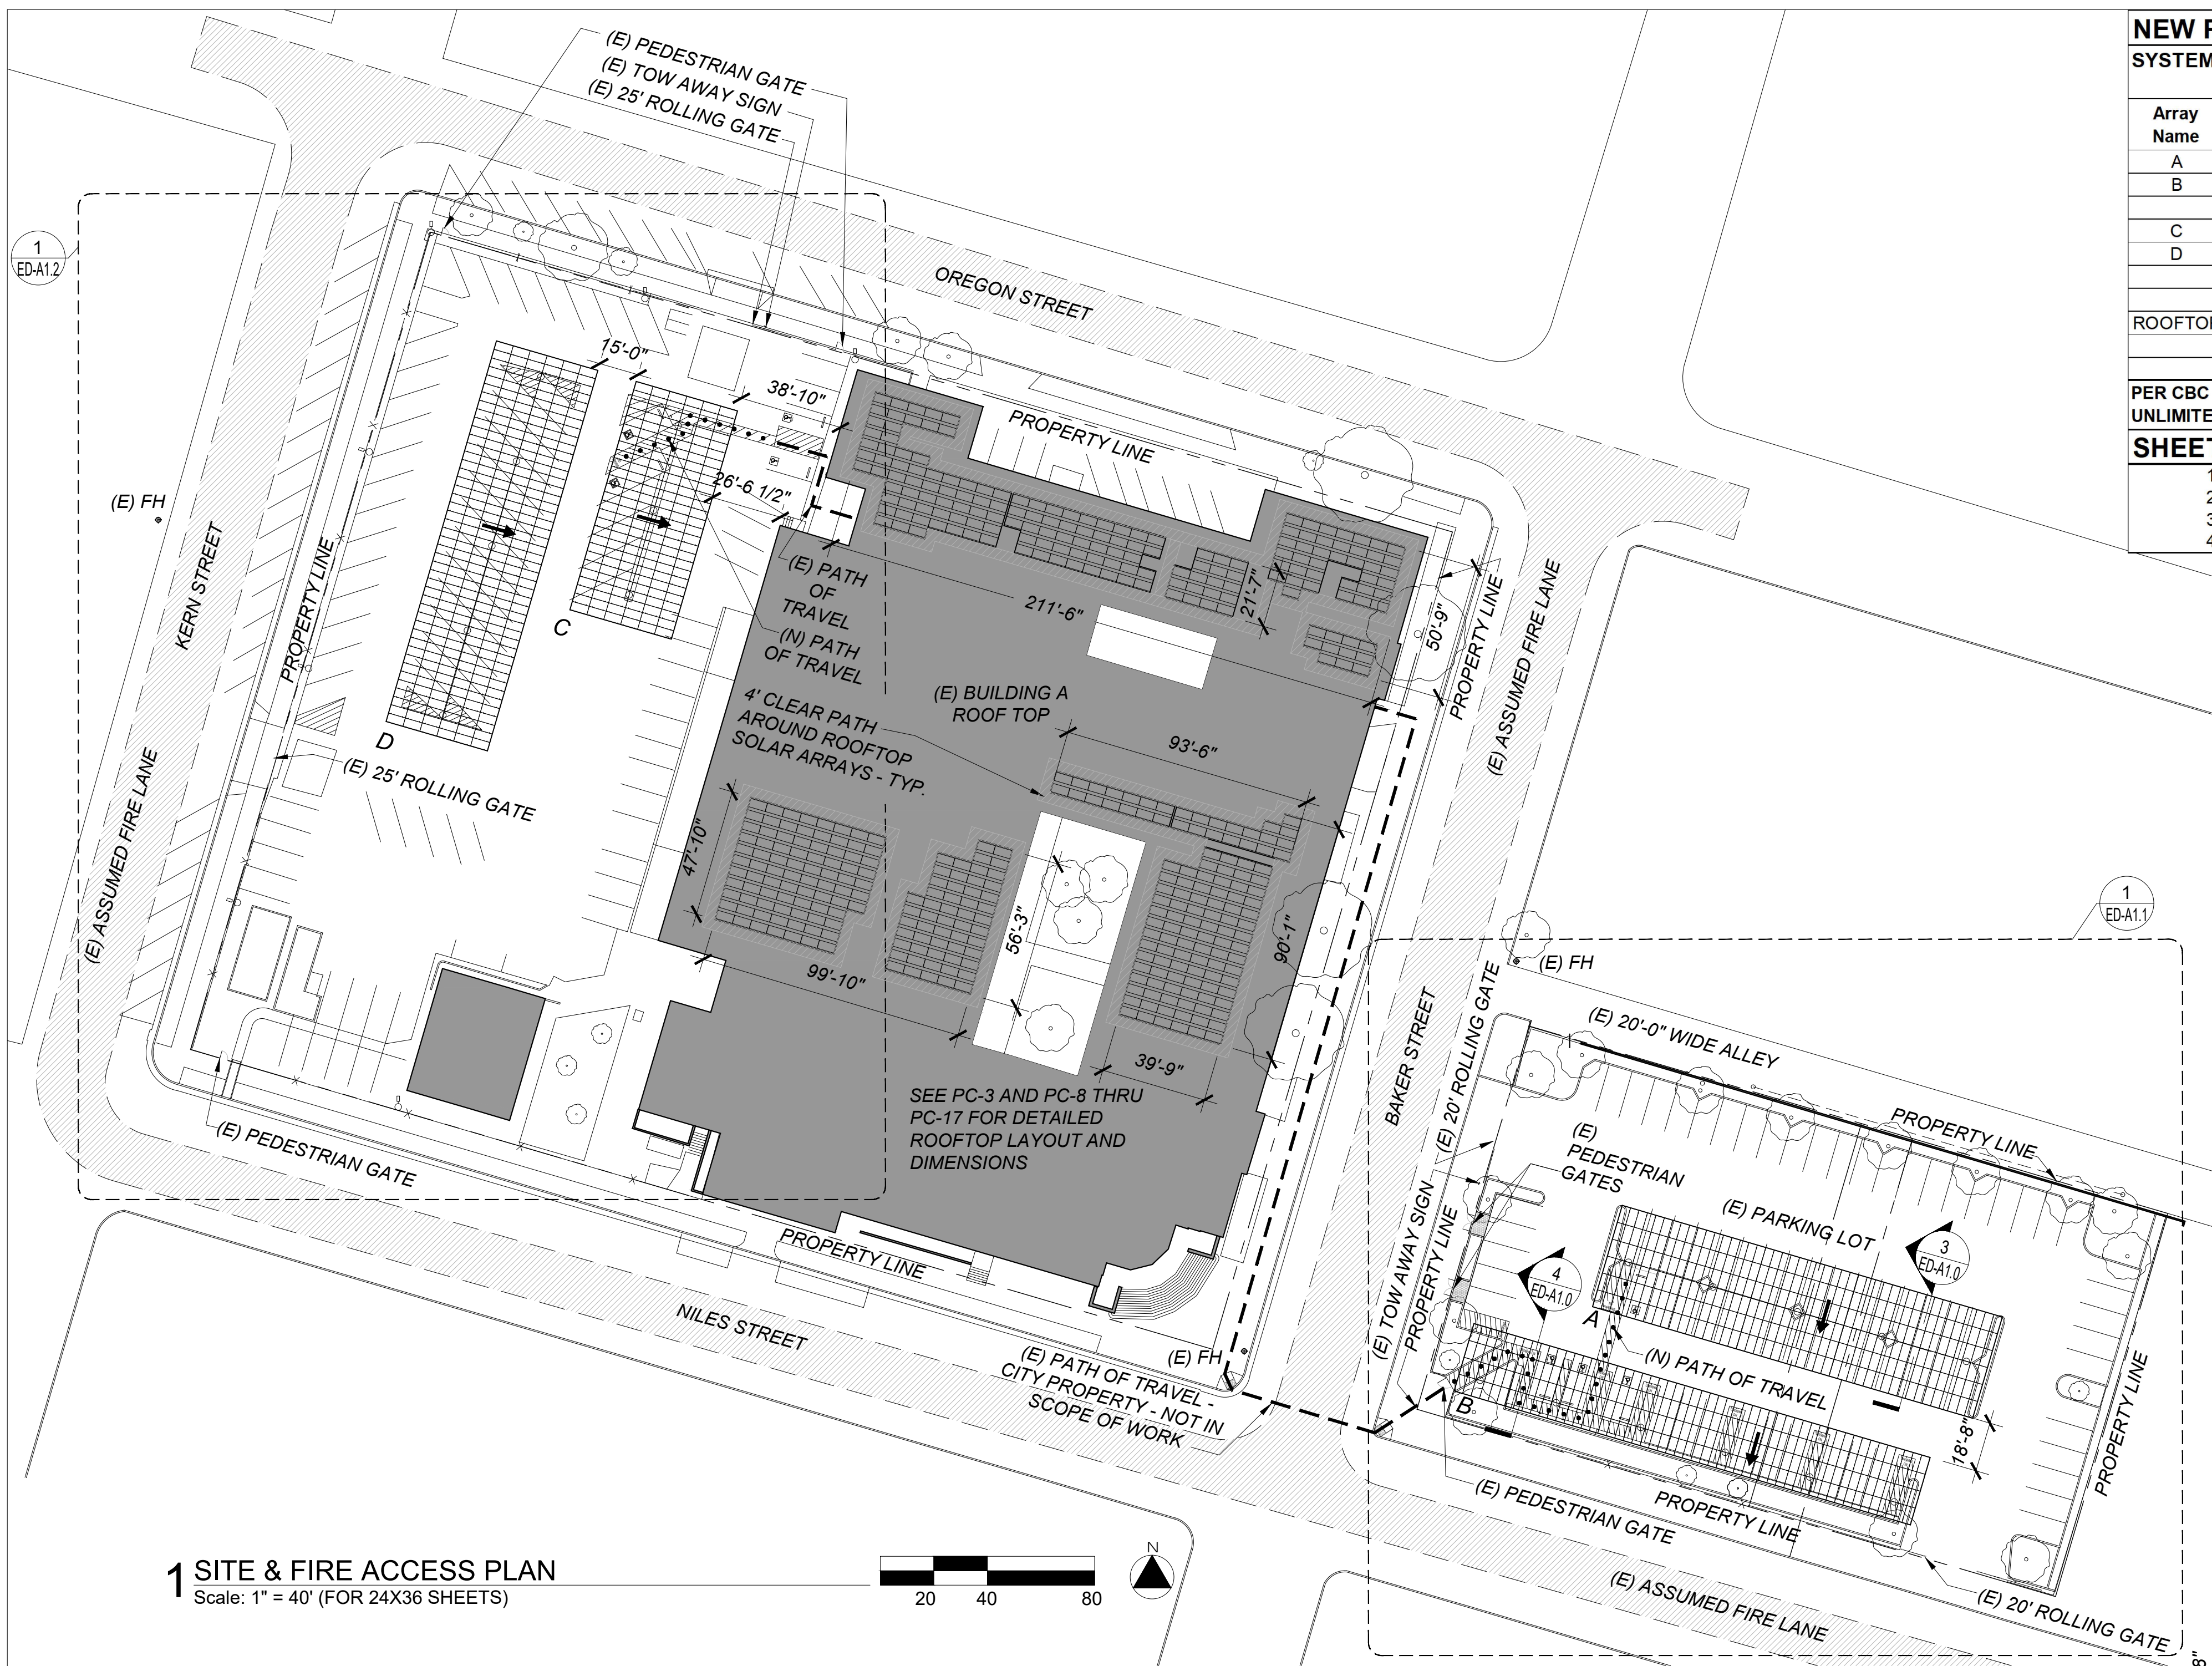 (E) PEDESTRIAN GATE
(E) TOW AWAY SIGN
(E) 25' ROLLING GATE
NEW
SYSTEM
Array
Name
A
B
C
D
PER CBC
SHEET
1
ED-A1.2
OREGON STREET
15'-0"
38'-10"
PROPERTY LINE
26'-6 1/2"
(E) FH
KERN STREET
PROPERTY LINE
C
D
(E) PATH
OF
TRAVEL
(N) PATH
OF TRAVEL
211'-6"
21'-7"
50'-9"
PROPERTY LINE
(E) ASSUMED FIRE LANE
(E) BUILDING A
ROOF TOP
4' CLEAR PATH
AROUND ROOFTOP
SOLAR ARRAYS - TYP.
93'-6"
(E) 25' ROLLING GATE
(E) ASSUMED FIRE LANE
47'-10"
99'-10"
56'-3"
90'-1"
39'-9"
SEE PC-3 AND PC-8 THRU
PC-17 FOR DETAILED
ROOFTOP LAYOUT AND
DIMENSIONS
1
ED-A1.1
(E) FH
BAKER STREET
(E) 20' ROLLING GATE
(E) 20'-0" WIDE ALLEY
PROPERTY LINE
(E)
PEDESTRIAN
GATES
(E) PARKING LOT
3
ED-A1.0
4
ED-A1.0
A
(N) PATH OF TRAVEL
B
18'-8"
PROPERTY LINE
(E) TOW AWAY SIGN
PROPERTY LINE
(E) PEDESTRIAN GATE
PROPERTY LINE
NILES STREET
(E) FH
(E) PATH OF TRAVEL -
CITY PROPERTY - NOT IN
SCOPE OF WORK
(E) PEDESTRIAN GATE
PROPERTY LINE
(E) ASSUMED FIRE LANE
(E) 20' ROLLING GATE
8"
1 SITE & FIRE ACCESS PLAN
Scale: 1" = 40' (FOR 24X36 SHEETS)
20 40 80
N